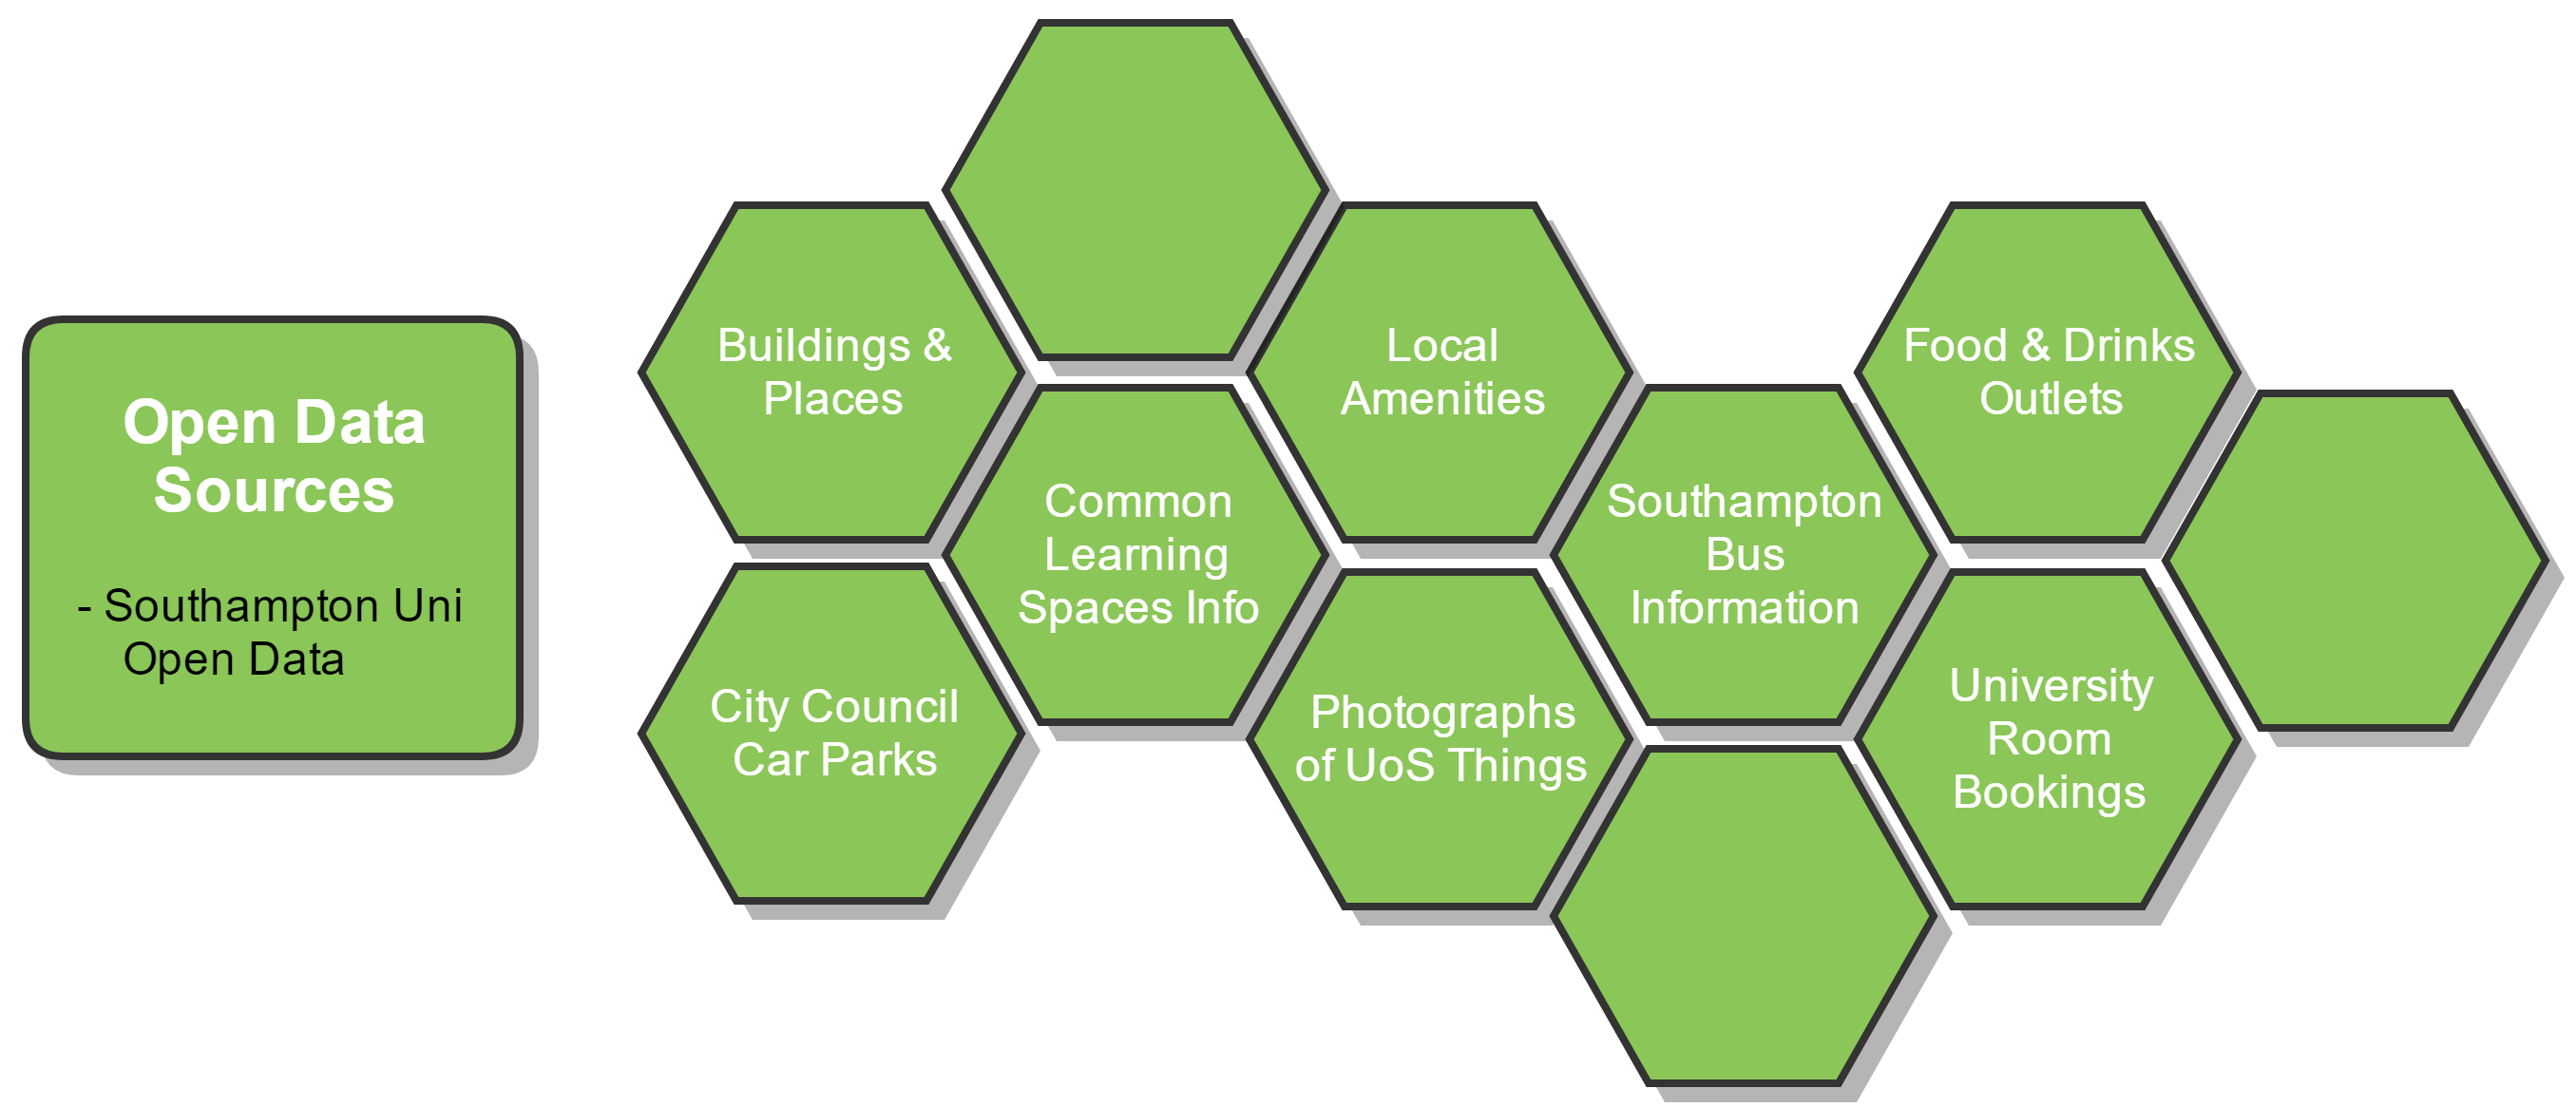 Open Data
Sources
- Southampton Uni
Open Data
Buildings &
Places
City Council
Car Parks
Common
Learning
Spaces Info
Local
Amenities
Photographs
of UoS Things
Southampton
Bus
Information
Food & Drinks
Outlets
University
Room
Bookings